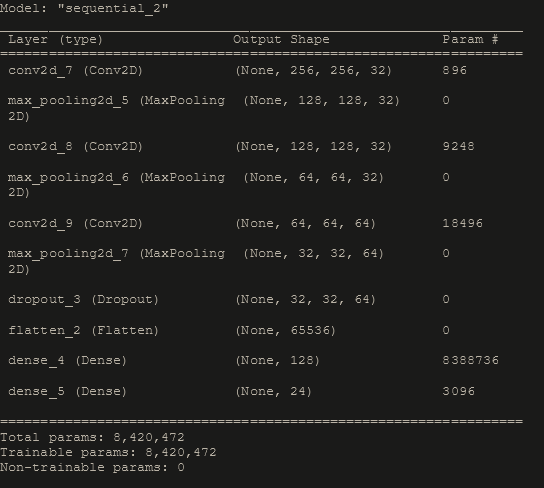 Model: "sequential_2"
_________________________________________________________________
Layer (type) Output Shape Param #
=================================================================
conv2d_7 (Conv2D) (None, 256, 256, 32) 896
max_pooling2d_5 (MaxPooling (None, 128, 128, 32) 0
2D)
conv2d_8 (Conv2D) (None, 128, 128, 32) 9248
max_pooling2d_6 (MaxPooling (None, 64, 64, 32) 0
2D)
conv2d_9 (Conv2D) (None, 64, 64, 64) 18496
max_pooling2d_7 (MaxPooling (None, 32, 32, 64) 0
2D)
dropout_3 (Dropout) (None, 32, 32, 64) 0
flatten_2 (Flatten) (None, 65536) 0
dense_4 (Dense) (None, 128) 8388736
dense_5 (Dense) (None, 24) 3096
=================================================================
Total params: 8,420,472
Trainable params: 8,420,472
Non-trainable params: 0